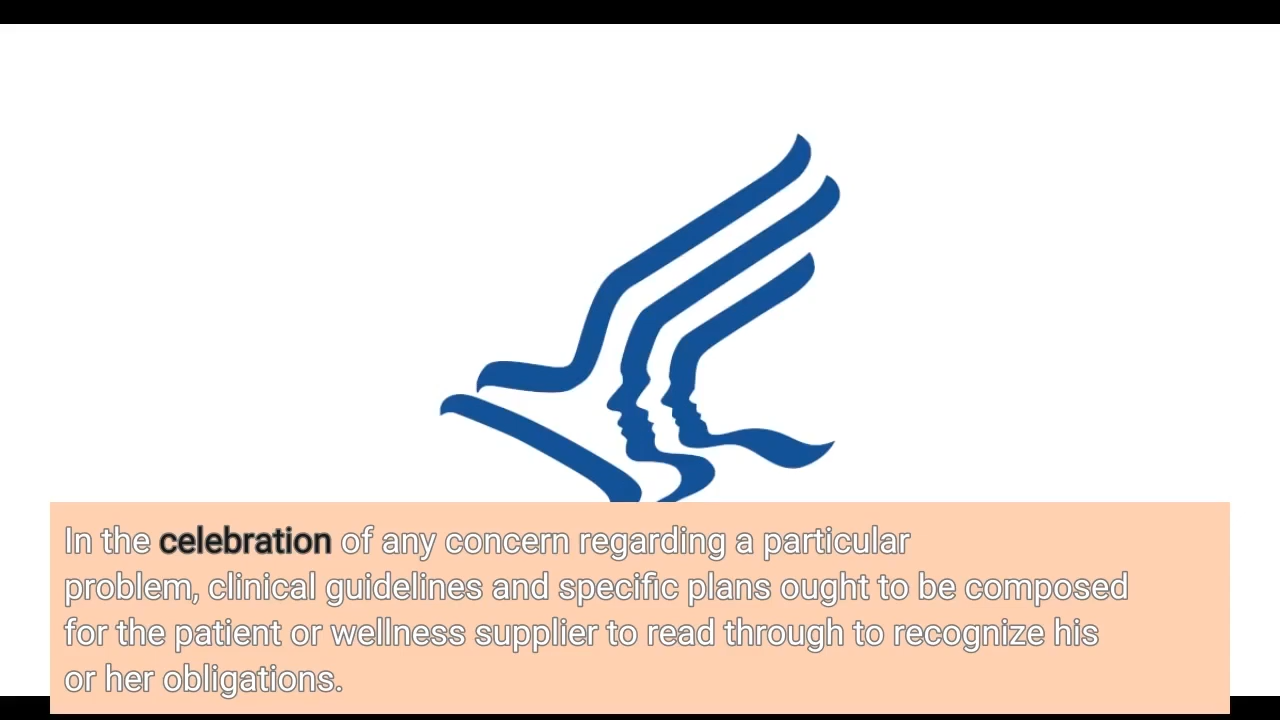 In the celebration of any concern regarding a particular
problem, clinical guidelines and specific plans ought to be composed
for the patient or wellness supplier to read through to recognize his
or her obligations.